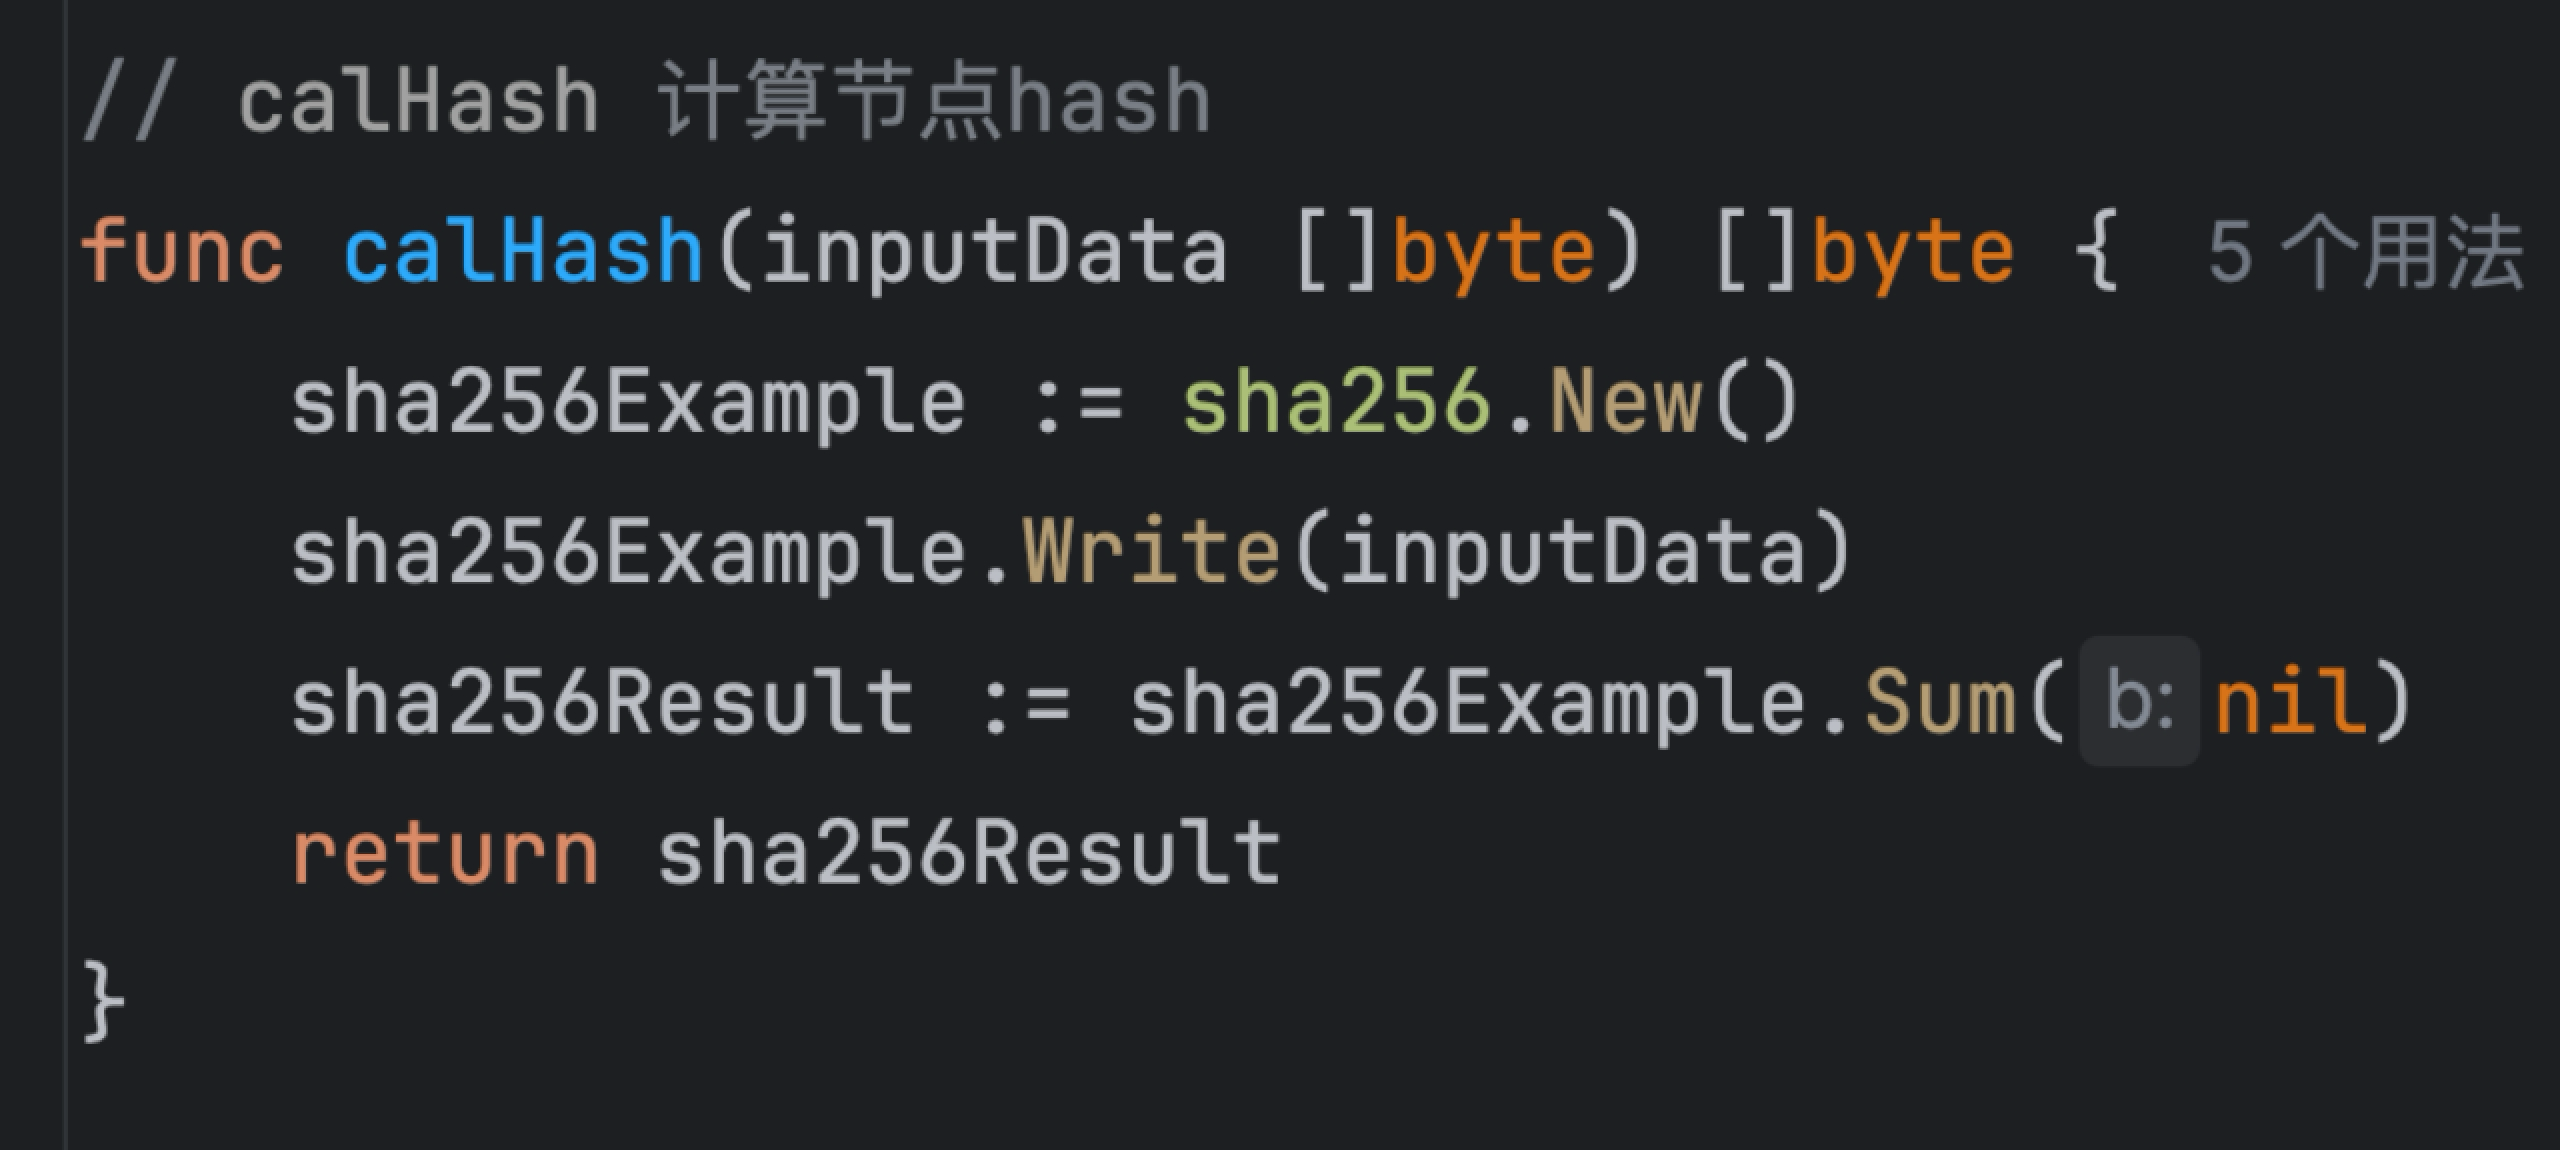 // calHash 计算节点hash
func calHash(inputData []byte) []byte { 5 个用法
    sha256Example := sha256.New()
    sha256Example.Write(inputData)
    sha256Result := sha256Example.Sum( b: nil)
    return sha256Result
}